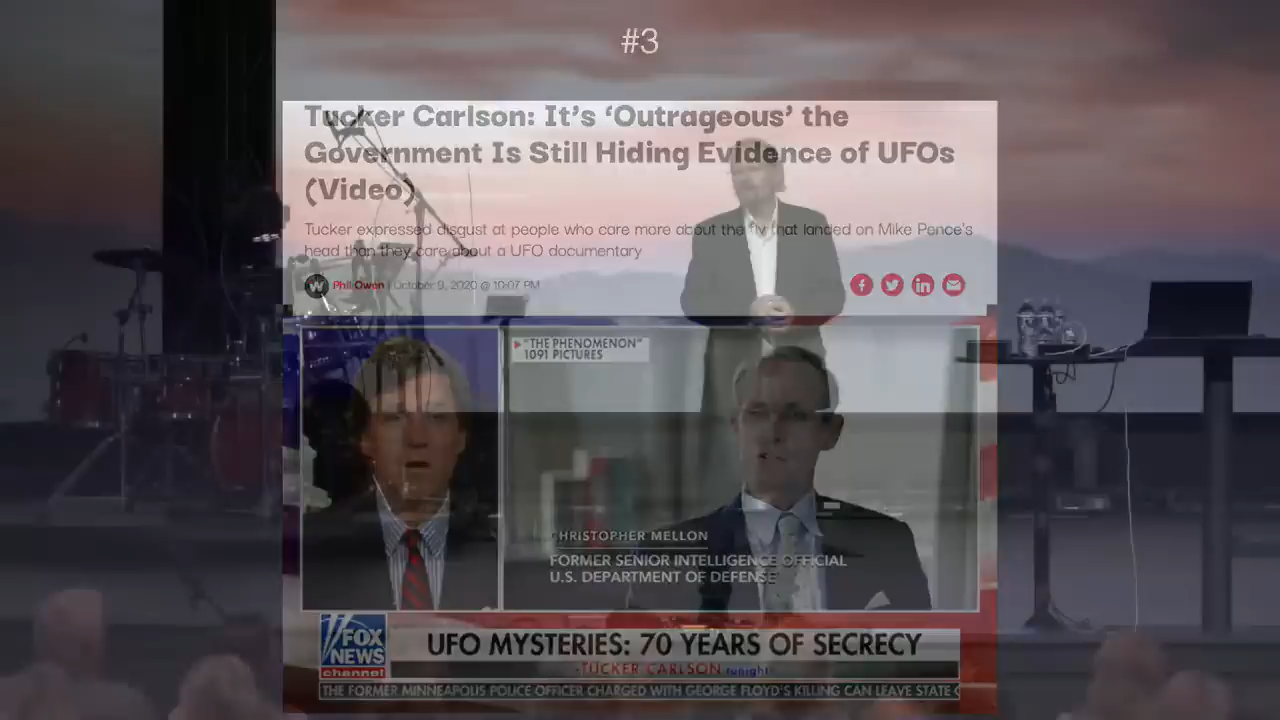 #3
Tucker Carlson: It's 'Outrageous' the
Government Is Still Hiding Evidence of UFOs
(Video)
Tucker expressed disgust at people who care more about the fly that landed on Mike Pence's
head than they care about a UFO documentary
W
Phil Owen | October 9, 2020 @ 10:07 PM
f
in
"THE PHENOMENON"
1091 PICTURES
CHRISTOPHER MELLON
FORMER SENIOR INTELLIGENCE OFFICIAL
U.S. DEPARTMENT OF DEFENSE
FOX
NEWS
channel
UFO MYSTERIES: 70 YEARS OF SECRECY
TUCKER CARLSON tonight
THE FORMER MINNEAPOLIS POLICE OFFICER CHARGED WITH GEORGE FLOYD'S KILLING CAN LEAVE STATE